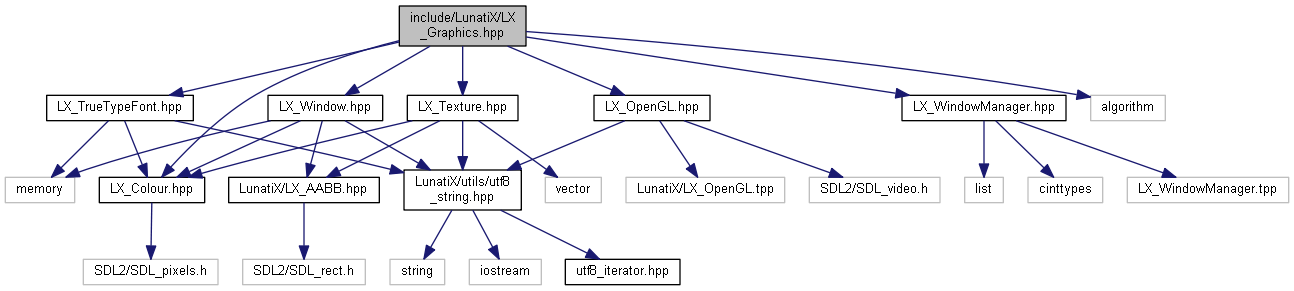 include/LunatiX/LX
_Graphics.hpp
LX_TrueTypeFont.hpp
LX_Window.hpp
LX_Texture.hpp
LX_OpenGL.hpp
LX_WindowManager.hpp
algorithm
memory
LX_Colour.hpp
LunatiX/LX_AABB.hpp
LunatiX/utils/utf8
_string.hpp
vector
LunatiX/LX_OpenGL.tpp
SDL2/SDL_video.h
list
cinttypes
LX_WindowManager.tpp
SDL2/SDL_pixels.h
SDL2/SDL_rect.h
string
iostream
utf8_iterator.hpp